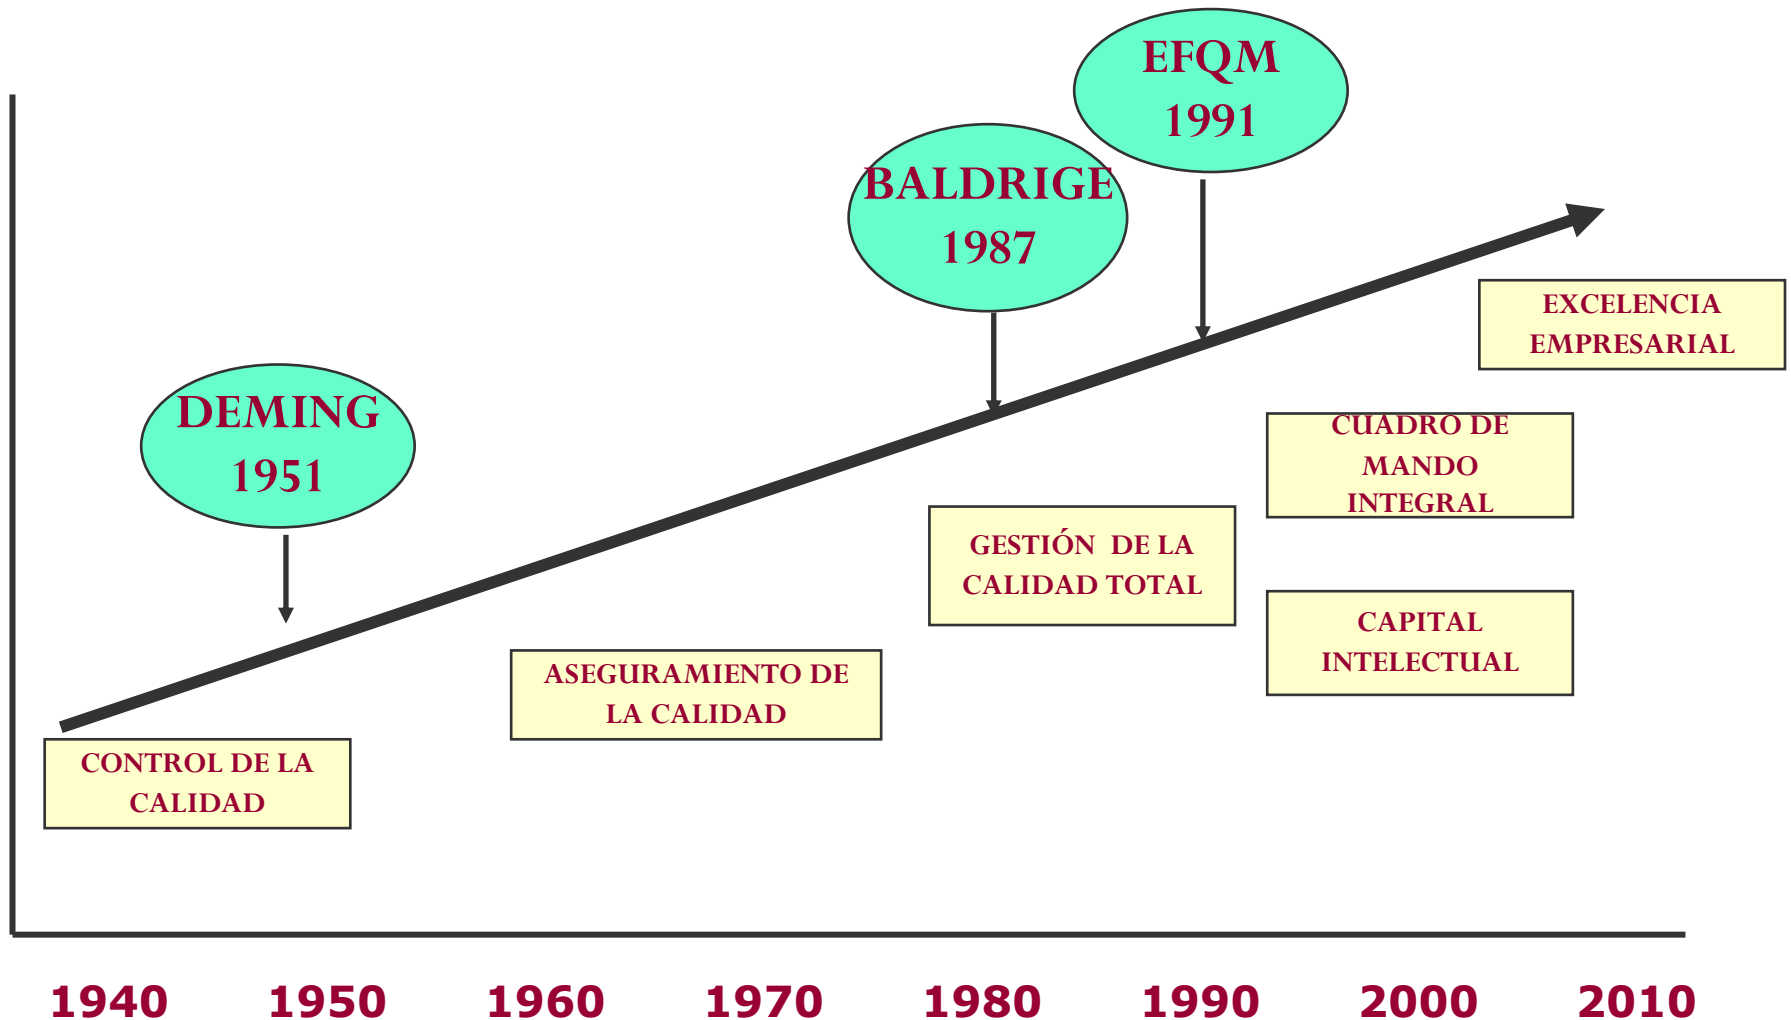 EFQM
1991
BALDRIGE
1987
DEMING
1951
EXCELENCIA
EMPRESARIAL
CUADRO DE
MANDO
INTEGRAL
GESTIÓN DE LA
CALIDAD TOTAL
CAPITAL
INTELECTUAL
ASEGURAMIENTO DE
LA CALIDAD
CONTROL DE LA
CALIDAD
1940 1950 1960 1970 1980 1990 2000 2010